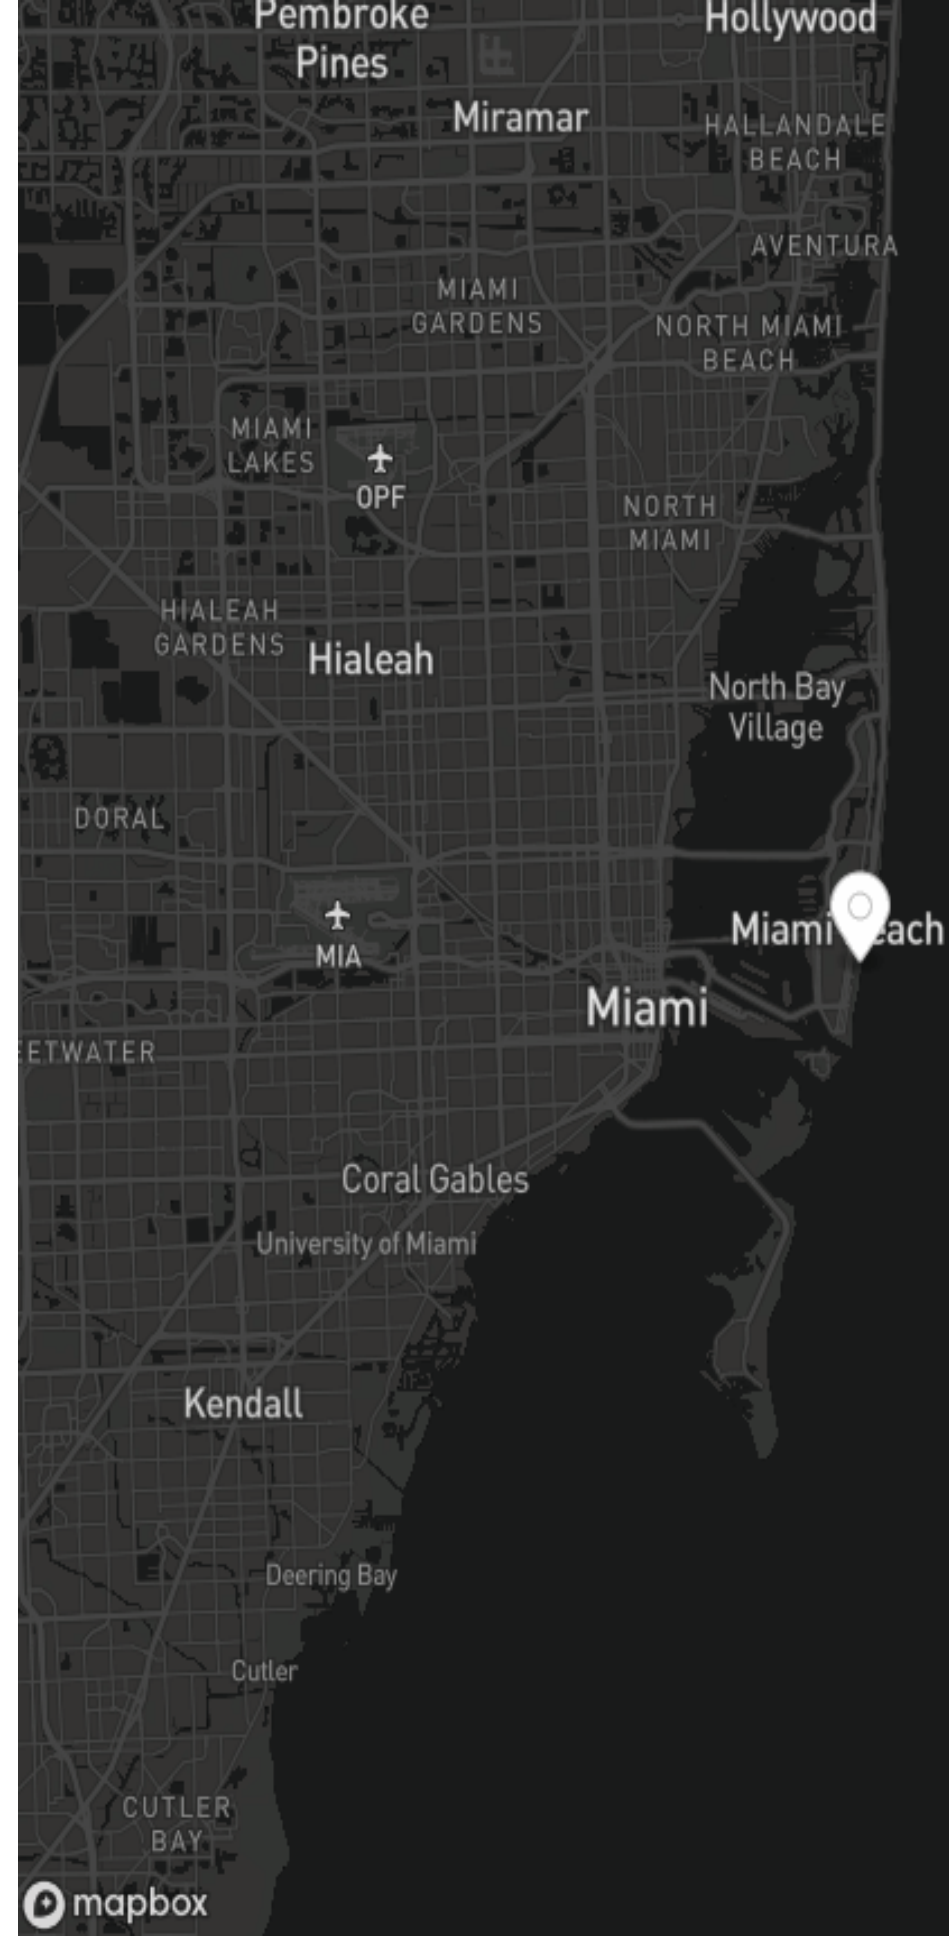 Pembroke
Pines
Hollywood
Miramar
HALLANDALE
BEACH
AVENTURA
MIAMI
GARDENS
NORTH MIAMI
BEACH
MIAMI
LAKES
OPF
NORTH
MIAMI
HIALEAH
GARDENS
Hialeah
North Bay
Village
DORAL
MIA
Miami each
Miami
EETWATER
Coral Gables
University of Miami
Kendall
Deering Bay
Cutler
CUTLER
BAY
mapbox